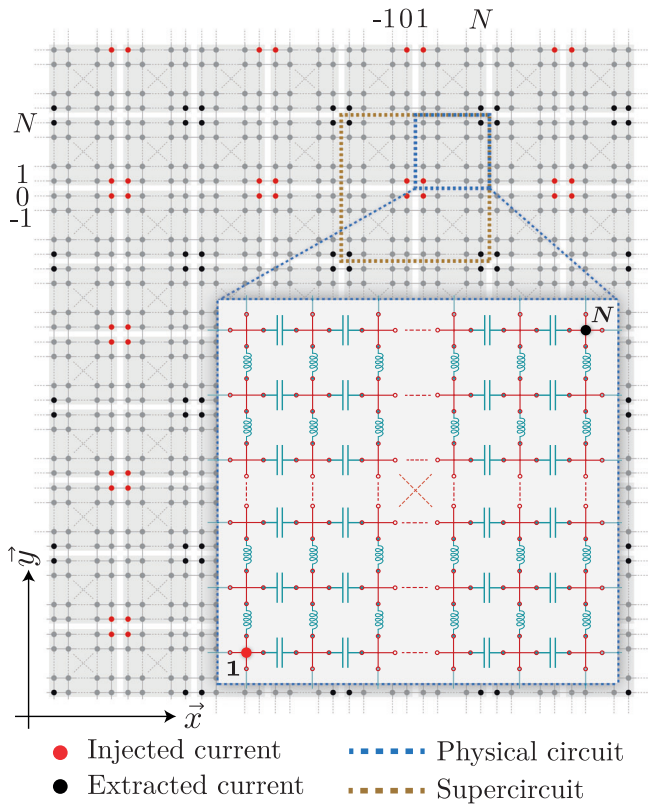 -101 N
N
1
0
-1
N
1
y
x
Injected current
Physical circuit
Extracted current
Supercircuit